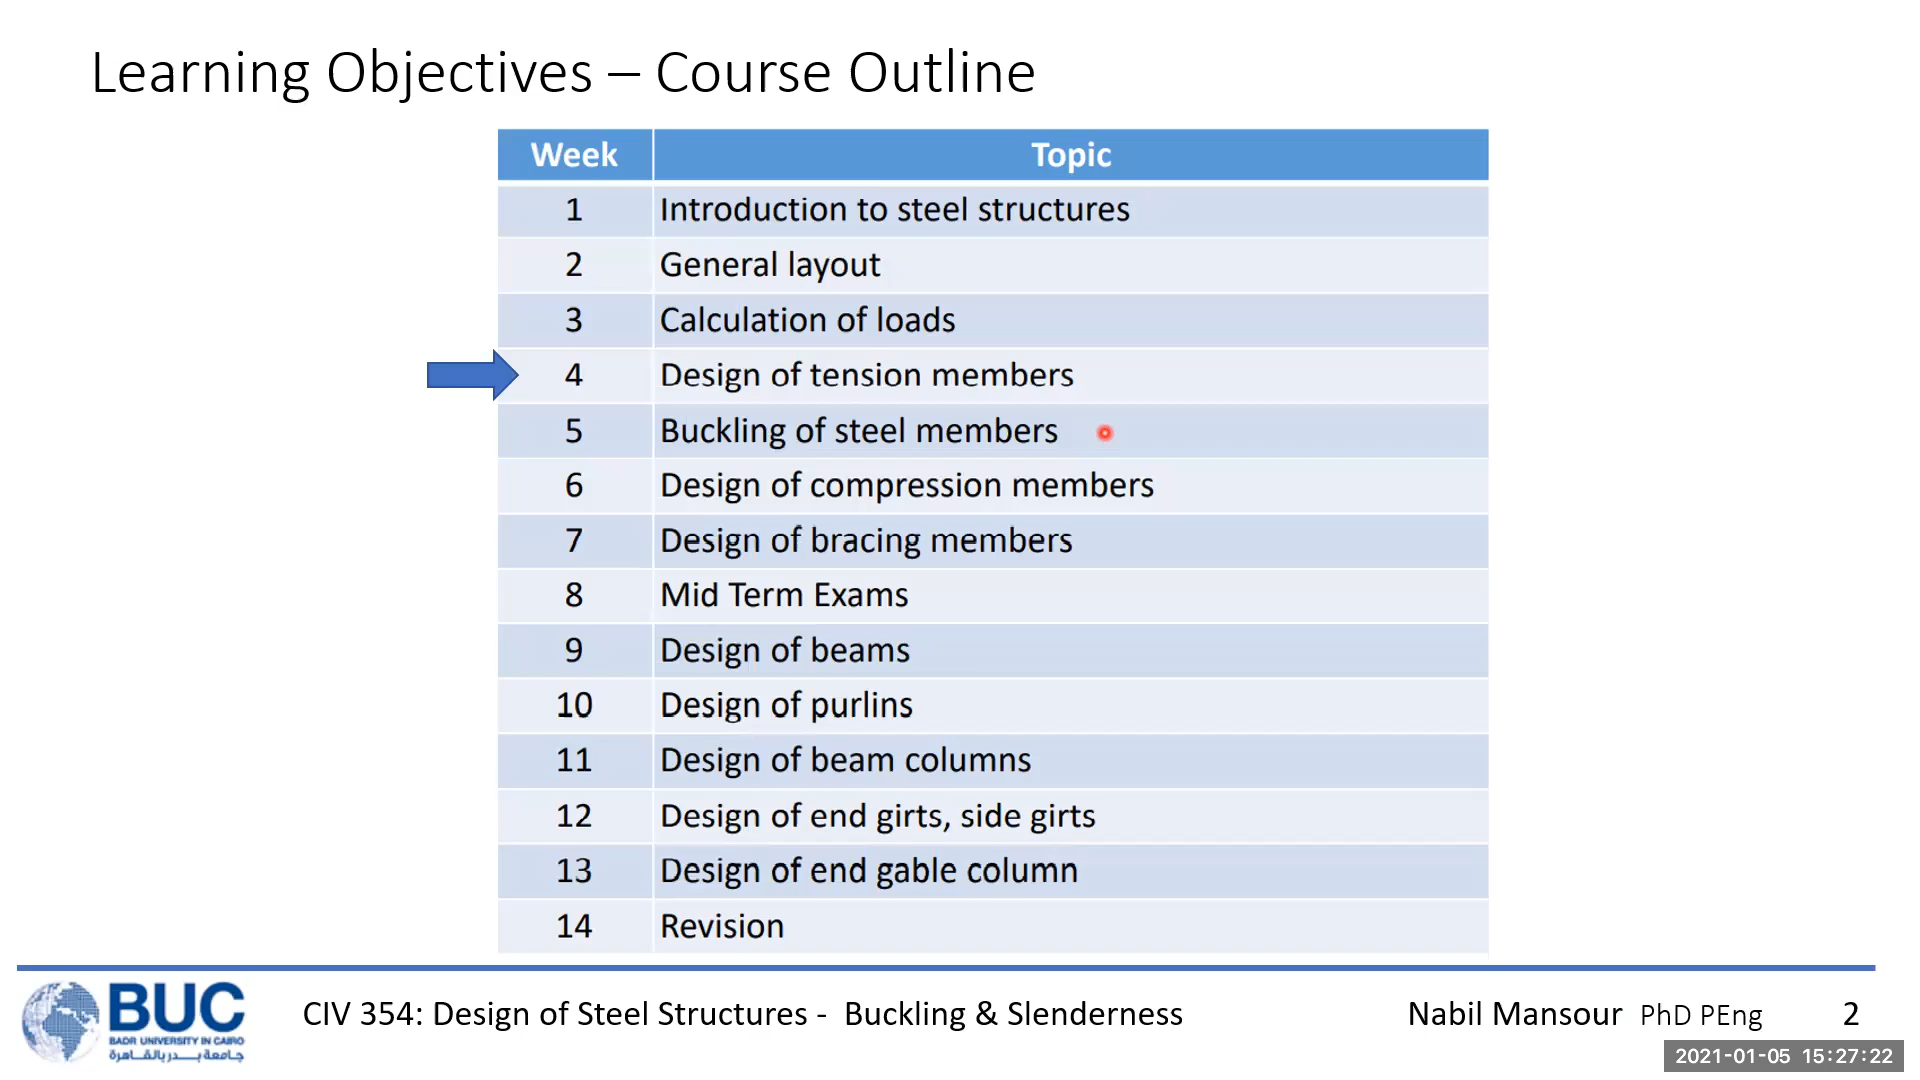 Learning Objectives – Course Outline
Week Topic
1 Introduction to steel structures
2 General layout
3 Calculation of loads
4 Design of tension members
5 Buckling of steel members
6 Design of compression members
7 Design of bracing members
8 Mid Term Exams
9 Design of beams
10 Design of purlins
11 Design of beam columns
12 Design of end girts, side girts
13 Design of end gable column
14 Revision
BUC
BADR UNIVERSITY IN CAIRO
جامعة بدر بالقاهرة
CIV 354: Design of Steel Structures - Buckling & Slenderness
Nabil Mansour PhD PEng
2
2021-01-05 15:27:22